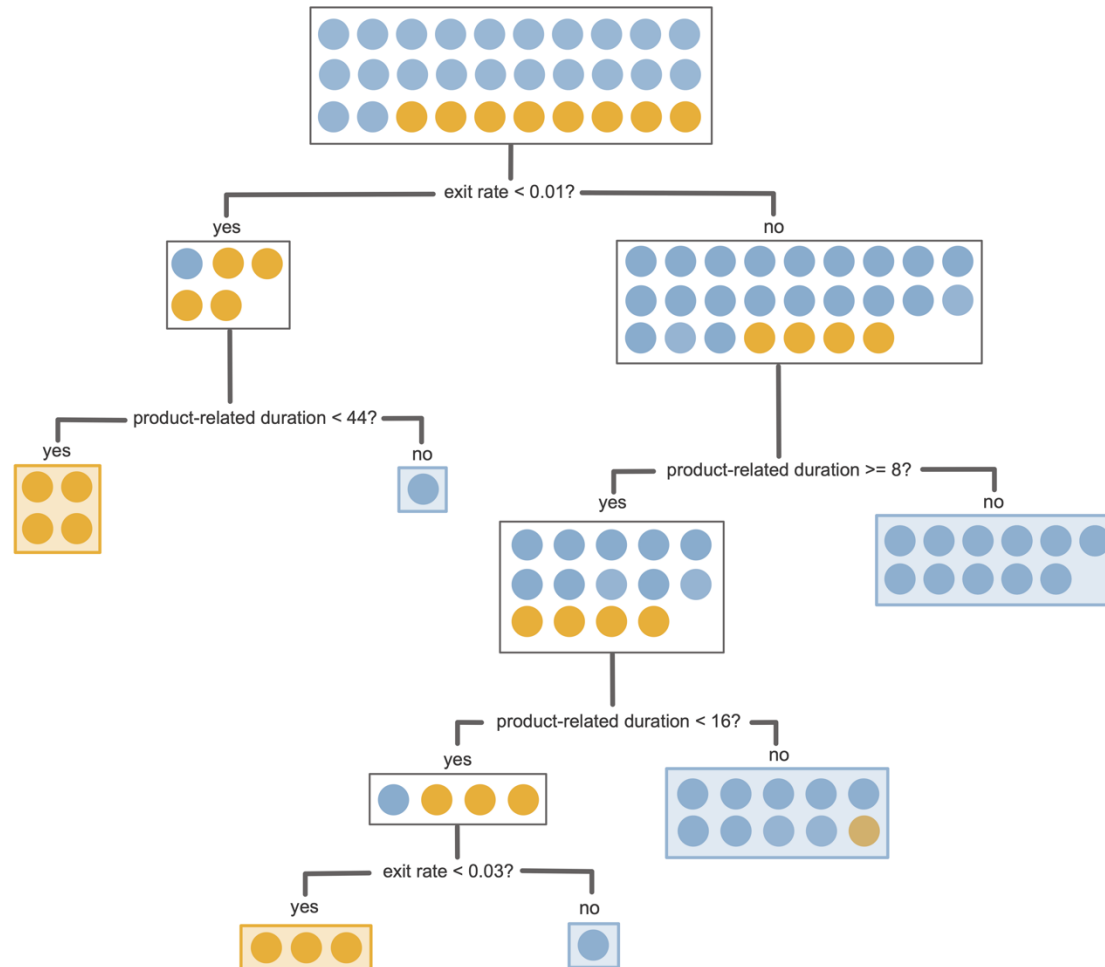 exit rate < 0.01?
yes
no
product-related duration < 44?
yes
no
product-related duration >= 8?
yes
no
product-related duration < 16?
yes
no
exit rate < 0.03?
yes
no